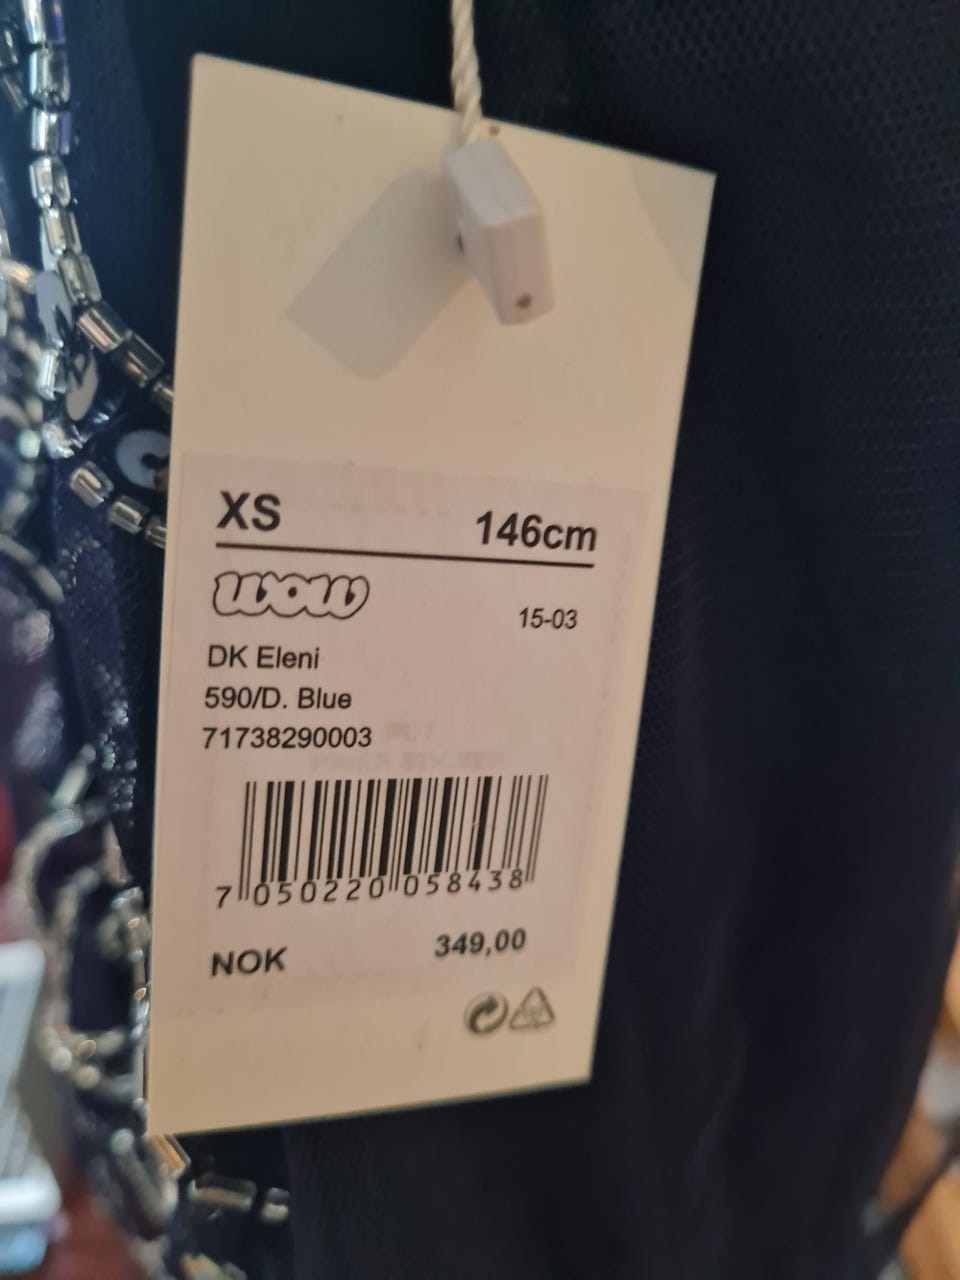 XS 146cm
wow 15-03
DK Eleni
590/D. Blue
71738290003
7 050220 058438
NOK 349,00